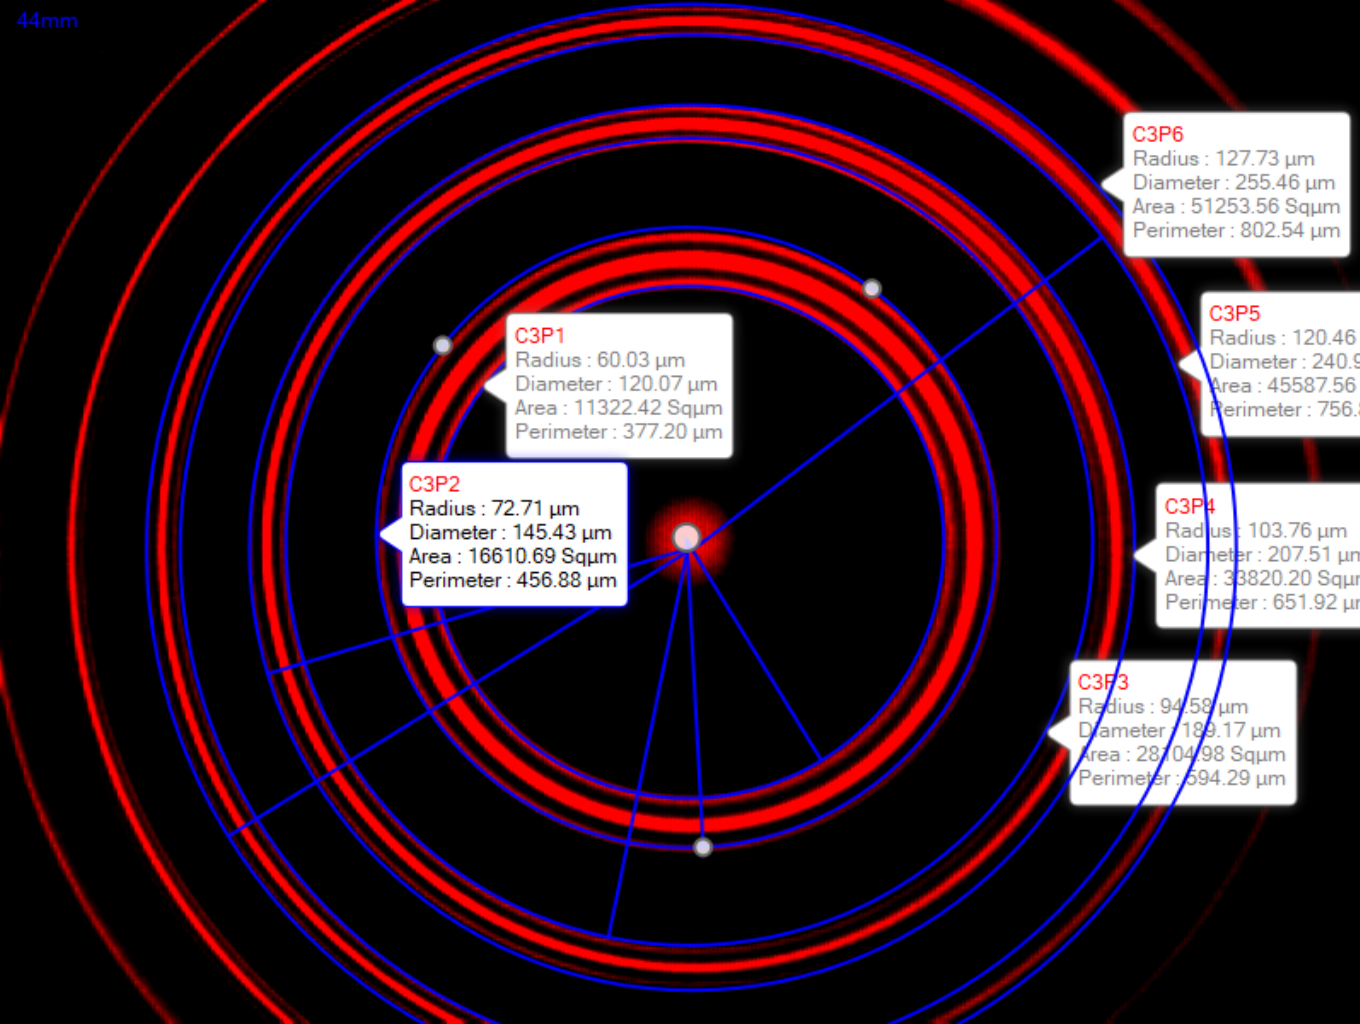 44mm
C3P6
Radius : 127.73 µm
Diameter : 255.46 µm
Area : 51253.56 Sqµm
Perimeter : 802.54 µm
C3P5
Radius : 120.46
Diameter : 240.9
Area : 45587.56
Perimeter : 756.
C3P1
Radius : 60.03 µm
Diameter : 120.07 µm
Area : 11322.42 Sqµm
Perimeter : 377.20 µm
C3P2
Radius : 72.71 µm
Diameter : 145.43 µm
Area : 16610.69 Sqµm
Perimeter : 456.88 µm
C3P4
Radius : 103.76 µm
Diameter : 207.51 µm
Area : 33820.20 Sqµm
Perimeter : 651.92 µm
C3P3
Radius : 94.58 µm
Diameter : 189.17 µm
Area : 28104.98 Sqµm
Perimeter : 594.29 µm